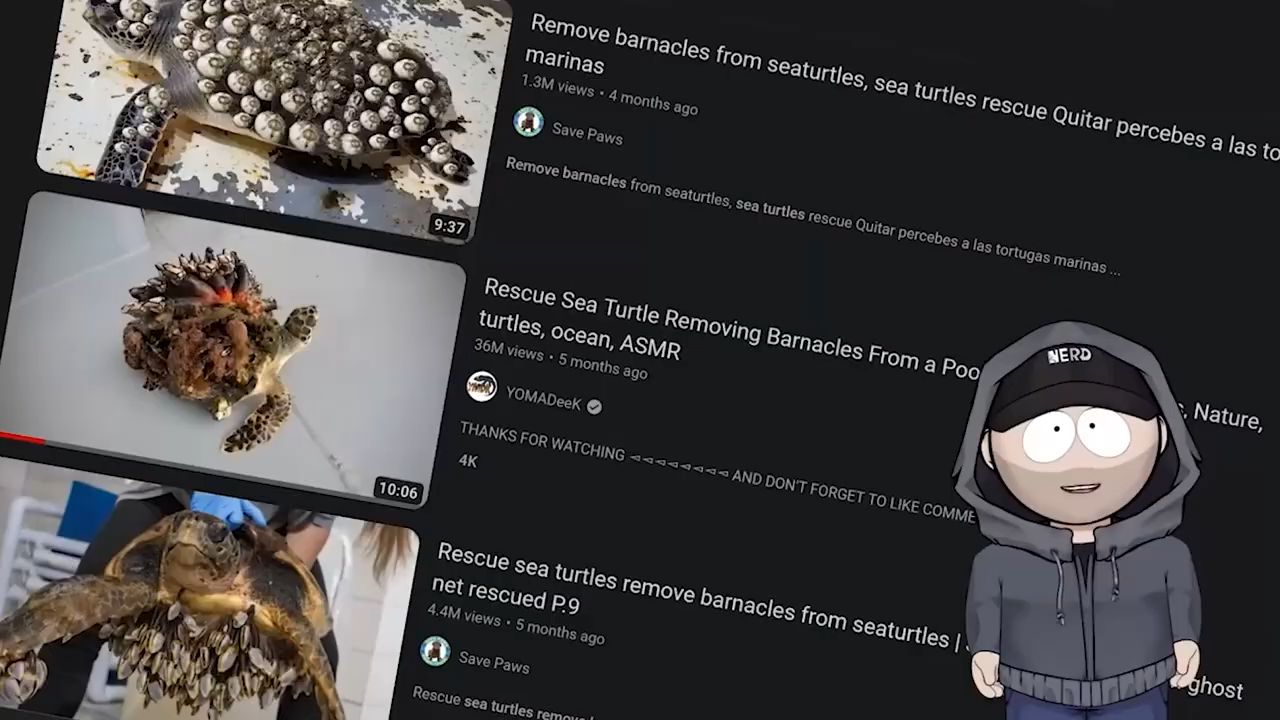 Remove barnacles from seaturtles, sea turtles rescue Quitar percebes a las to
marinas
1.3M views • 4 months ago
Save Paws
Remove barnacles from seaturtles, sea turtles rescue Quitar percebes a las tortugas marinas ...
9:37
Rescue Sea Turtle Removing Barnacles From a Poo
, Nature,
turtles, ocean, ASMR
36M views • 5 months ago
YOMADeeK
THANKS FOR WATCHING ◅◅◅◅◅◅◅◅ AND DON'T FORGET TO LIKE COMME
4K
10:06
NERD
Rescue sea turtles remove barnacles from seaturtles |
ghost
net rescued P.9
4.4M views • 5 months ago
Save Paws
Rescue sea turtles remov